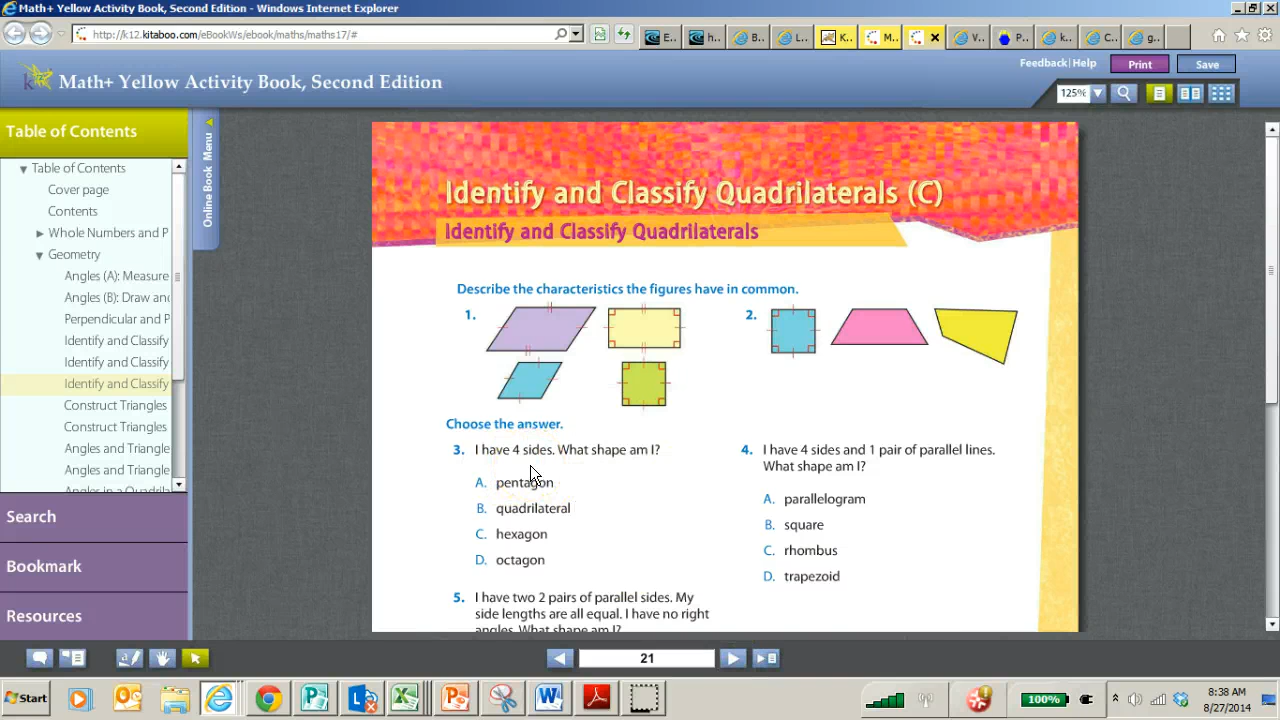 Math+ Yellow Activity Book, Second Edition - Windows Internet Explorer
http://k12.kitaboo.com/eBookWs/ebook/maths/maths17/#
E...
h...
B...
L...
K...
M...
V...
P...
k...
C...
g...
Math+ Yellow Activity Book, Second Edition
Feedback|Help
Print
Save
125%
Table of Contents
Online Book Menu
Table of Contents
Cover page
Contents
Whole Numbers and P
Geometry
Angles (A): Measure
Angles (B): Draw and
Perpendicular and P
Identify and Classify
Identify and Classify
Identify and Classify
Construct Triangles
Construct Triangles
Angles and Triangle
Angles and Triangle
Angles in a Quadrila
Search
Bookmark
Resources
Identify and Classify Quadrilaterals (C)
Identify and Classify Quadrilaterals
Describe the characteristics the figures have in common.
1.
2.
Choose the answer.
3. I have 4 sides. What shape am I?
A. pentagon
B. quadrilateral
C. hexagon
D. octagon
4. I have 4 sides and 1 pair of parallel lines.
What shape am I?
A. parallelogram
B. square
C. rhombus
D. trapezoid
5. I have two 2 pairs of parallel sides. My
side lengths are all equal. I have no right
angles. What shape am I?
21
Start
100%
8:38 AM
8/27/2014